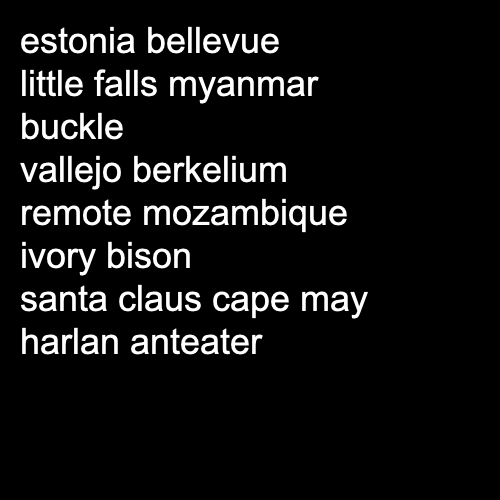 estonia bellevue
little falls myanmar
buckle
vallejo berkelium
remote mozambique
ivory bison
santa claus cape may
harlan anteater